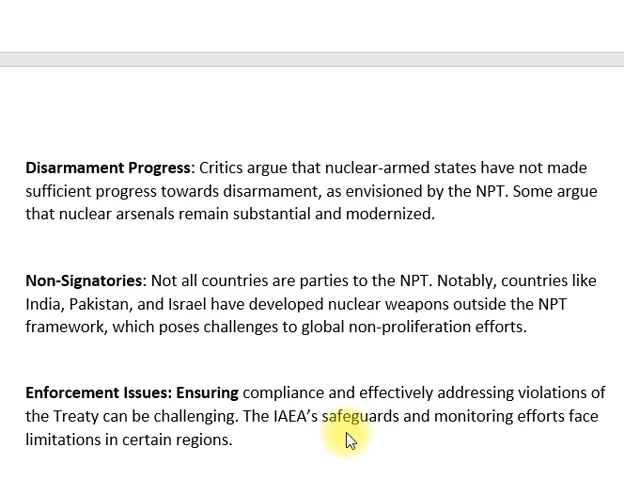 Disarmament Progress: Critics argue that nuclear-armed states have not made
sufficient progress towards disarmament, as envisioned by the NPT. Some argue
that nuclear arsenals remain substantial and modernized.
Non-Signatories: Not all countries are parties to the NPT. Notably, countries like
India, Pakistan, and Israel have developed nuclear weapons outside the NPT
framework, which poses challenges to global non-proliferation efforts.
Enforcement Issues: Ensuring compliance and effectively addressing violations of
the Treaty can be challenging. The IAEA’s safeguards and monitoring efforts face
limitations in certain regions.